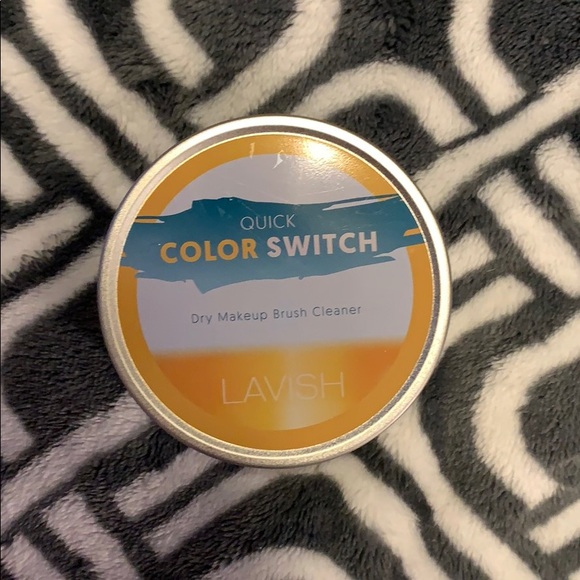 QUICK
COLOR SWITCH
Dry Makeup Brush Cleaner
LAVISH